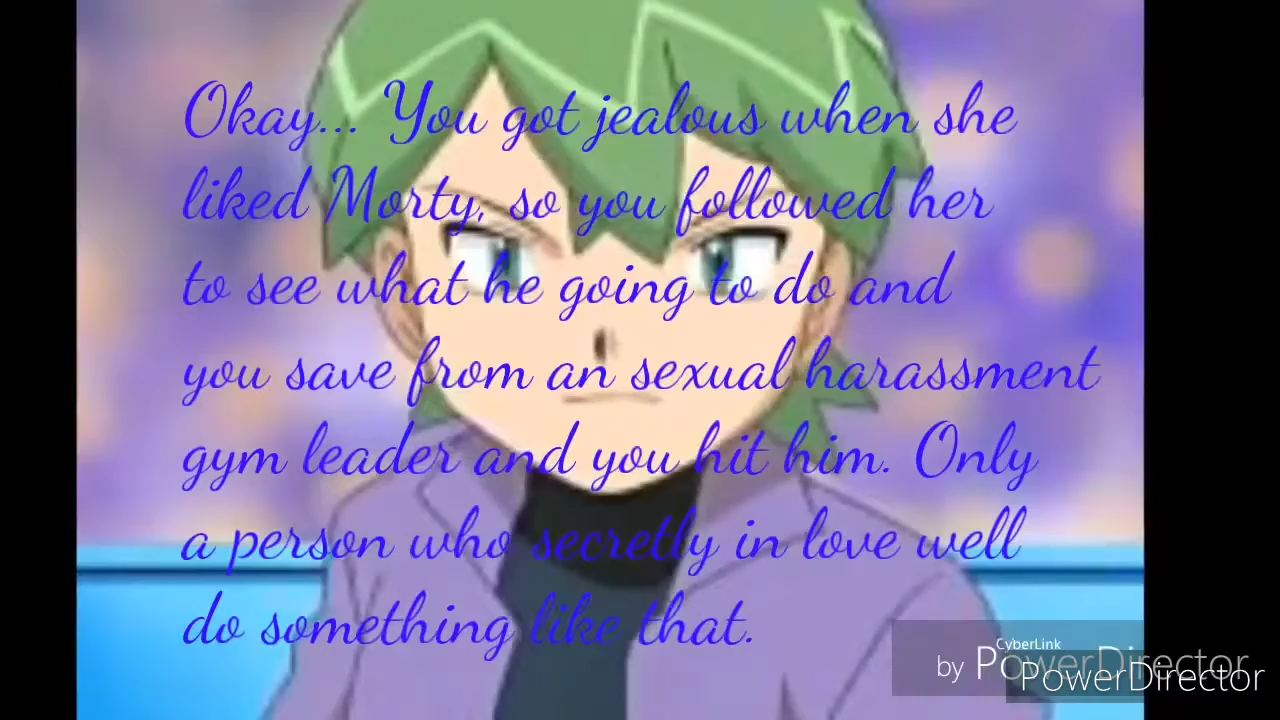 Okay... You got jealous when she
liked Morty, so you followed her
to see what he going to do and
you save from an sexual harassment
gym leader and you hit him. Only
a person who secretly in love well
do something like that.
CyberLink
by PowerDirector
PowerDirector